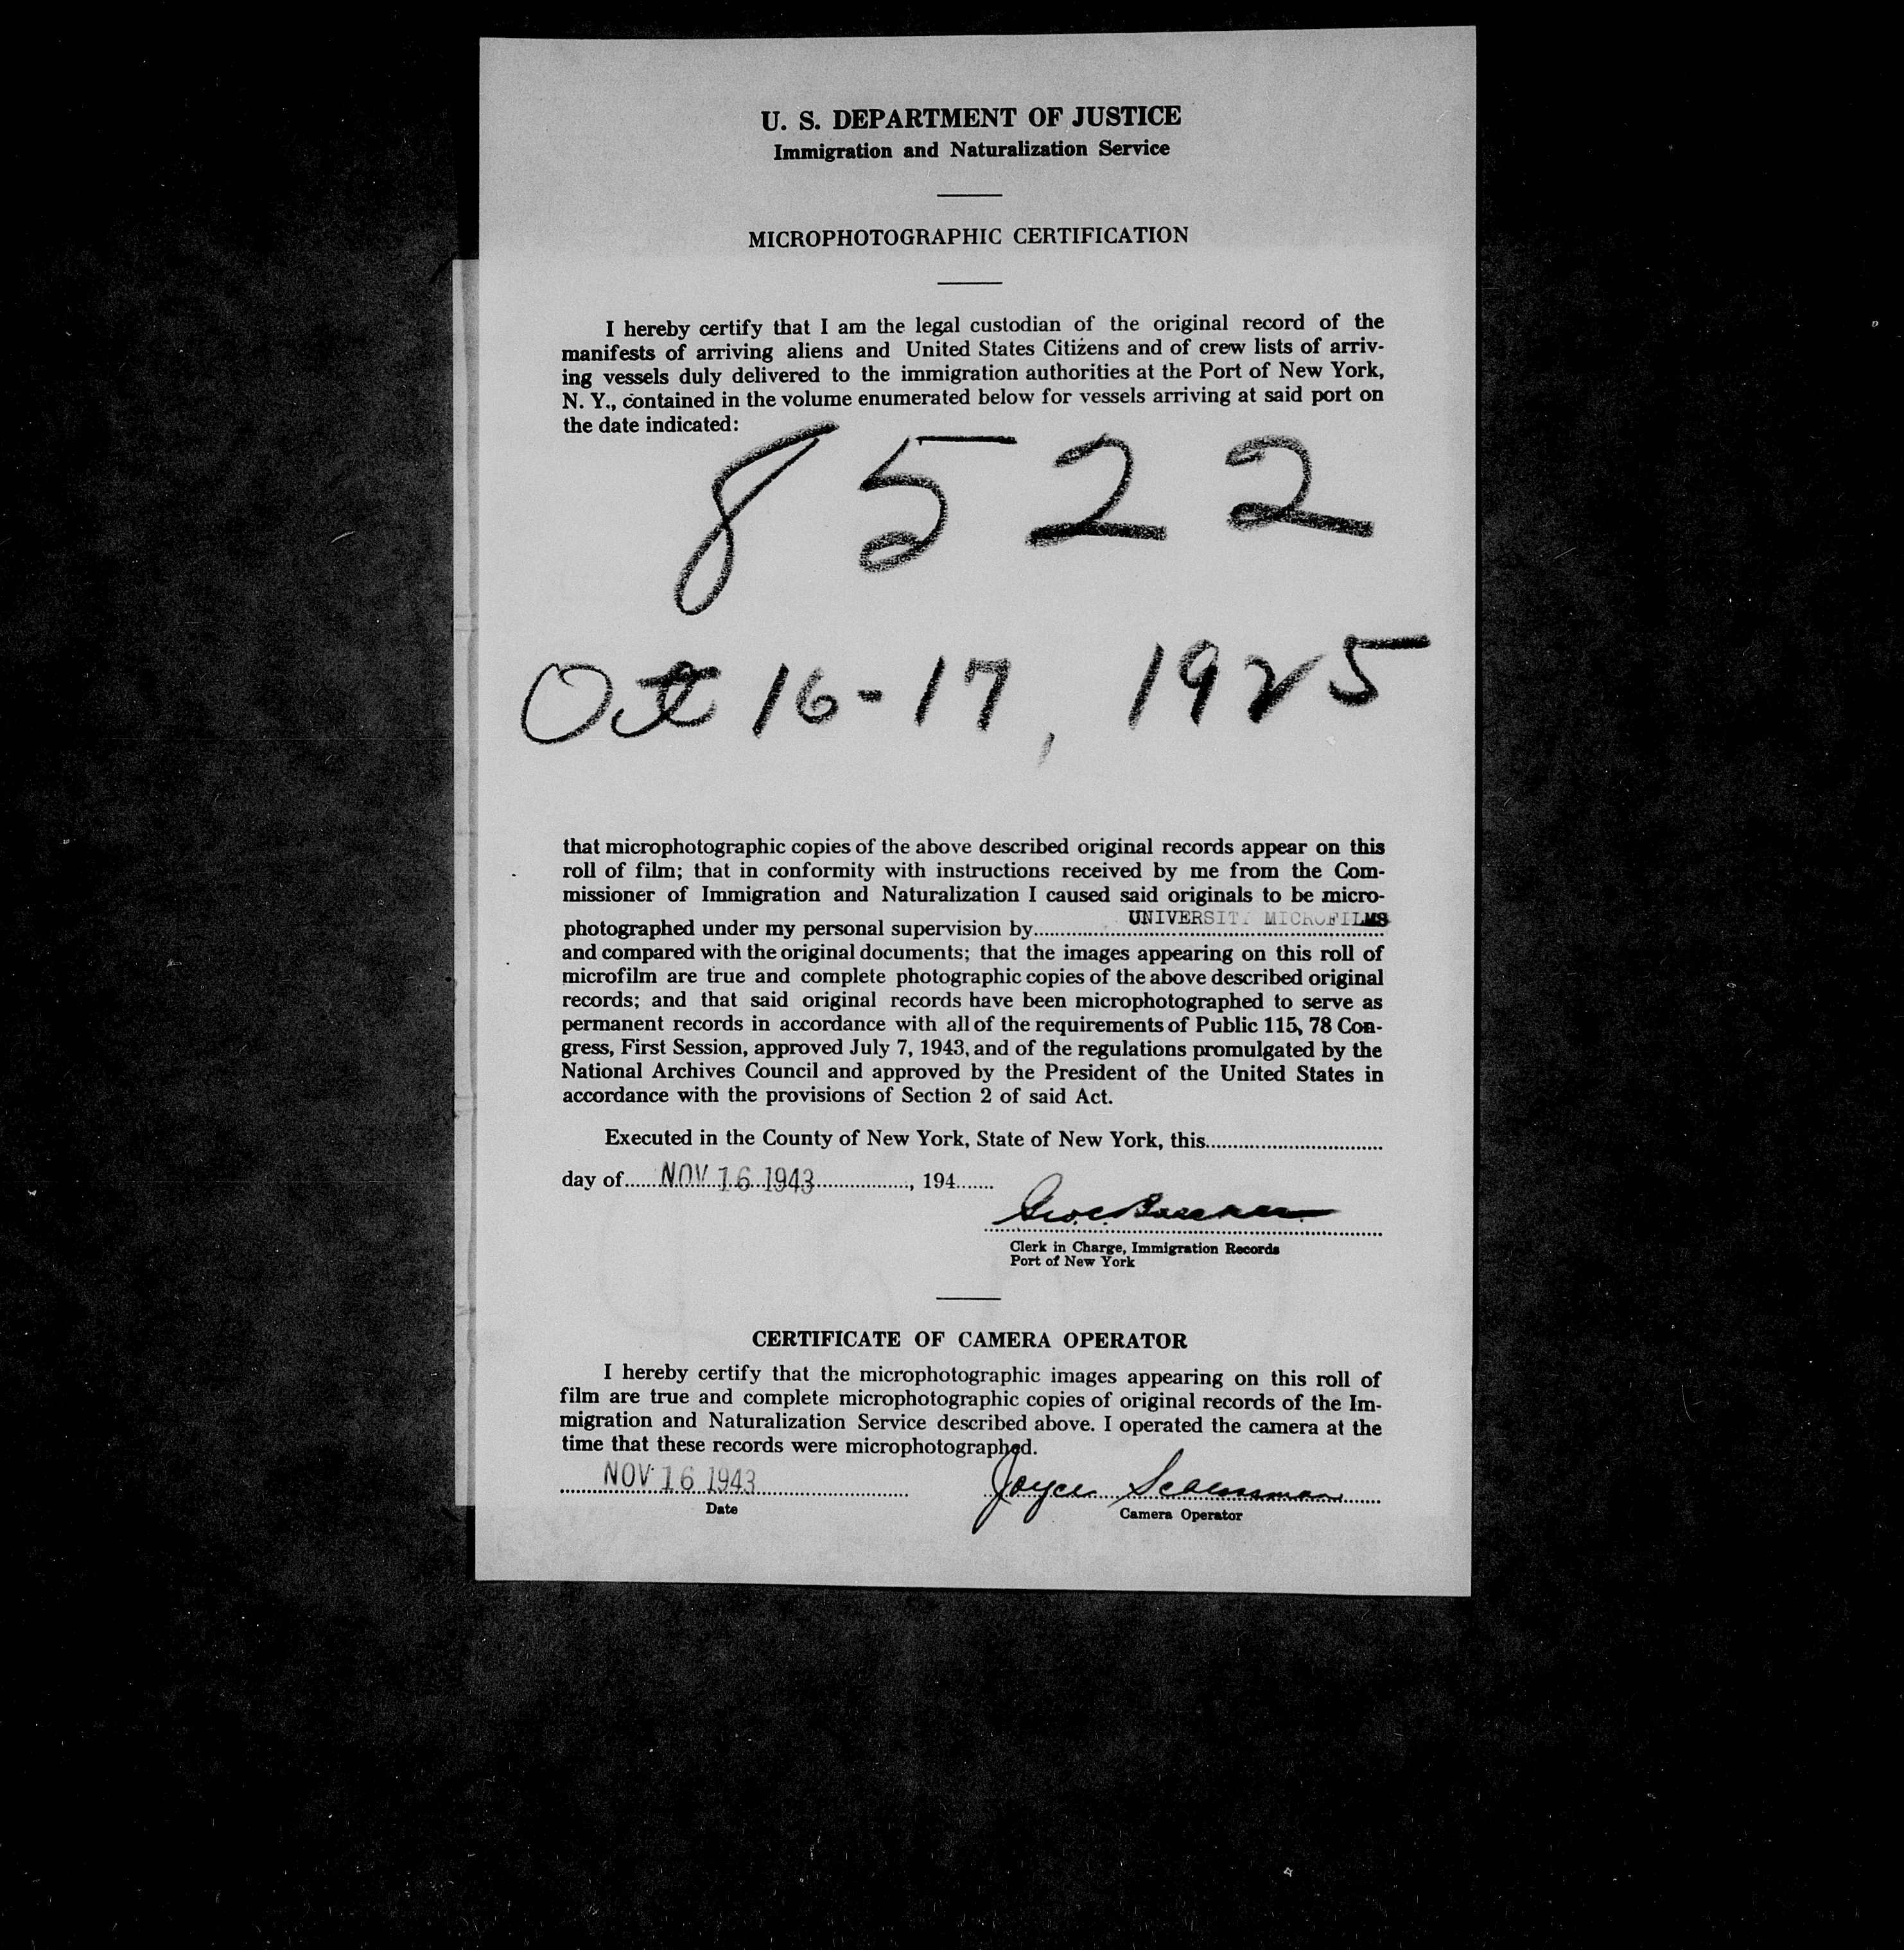 U. S. DEPARTMENT OF JUSTICE
Immigration and Naturalization Service
MICROPHOTOGRAPHIC CERTIFICATION
I hereby certify that I am the legal custodian of the original record of the
manifests of arriving aliens and United States Citizens and of crew lists of arriv-
ing vessels duly delivered to the immigration authorities at the Port of New York,
N. Y., contained in the volume enumerated below for vessels arriving at said port on
the date indicated:
8522
Oct 16-17, 1925
that microphotographic copies of the above described original records appear on this
roll of film; that in conformity with instructions received by me from the Com-
missioner of Immigration and Naturalization I caused said originals to be micro-
photographed under my personal supervision by UNIVERSITY MICROFILMS
and compared with the original documents; that the images appearing on this roll of
microfilm are true and complete photographic copies of the above described original
records; and that said original records have been microphotographed to serve as
permanent records in accordance with all of the requirements of Public 115, 78 Con-
gress, First Session, approved July 7, 1943, and of the regulations promulgated by the
National Archives Council and approved by the President of the United States in
accordance with the provisions of Section 2 of said Act.
Executed in the County of New York, State of New York, this
day of NOV 16 1943, 194
Clerk in Charge, Immigration Records
Port of New York
CERTIFICATE OF CAMERA OPERATOR
I hereby certify that the microphotographic images appearing on this roll of
film are true and complete microphotographic copies of original records of the Im-
migration and Naturalization Service described above. I operated the camera at the
time that these records were microphotographed.
NOV 16 1943 Joyce
Date Camera Operator